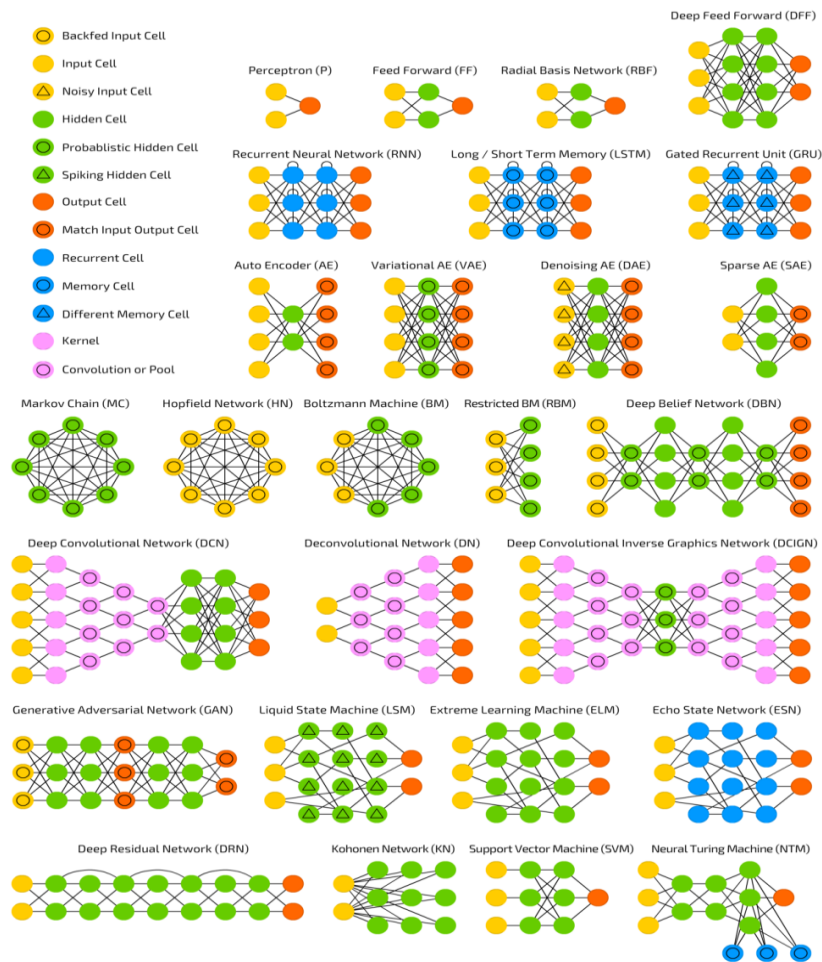 Deep Feed Forward (DFF)
Backfed Input Cell
Input Cell
Noisy Input Cell
Hidden Cell
Probablistic Hidden Cell
Spiking Hidden Cell
Output Cell
Match Input Output Cell
Recurrent Cell
Memory Cell
Different Memory Cell
Kernel
Convolution or Pool
Perceptron (P)
Feed Forward (FF)
Radial Basis Network (RBF)
Recurrent Neural Network (RNN)
Long / Short Term Memory (LSTM)
Gated Recurrent Unit (GRU)
Auto Encoder (AE)
Variational AE (VAE)
Denoising AE (DAE)
Sparse AE (SAE)
Markov Chain (MC)
Hopfield Network (HN)
Boltzmann Machine (BM)
Restricted BM (RBM)
Deep Belief Network (DBN)
Deep Convolutional Network (DCN)
Deconvolutional Network (DN)
Deep Convolutional Inverse Graphics Network (DCIGN)
Generative Adversarial Network (GAN)
Liquid State Machine (LSM)
Extreme Learning Machine (ELM)
Echo State Network (ESN)
Deep Residual Network (DRN)
Kohonen Network (KN)
Support Vector Machine (SVM)
Neural Turing Machine (NTM)